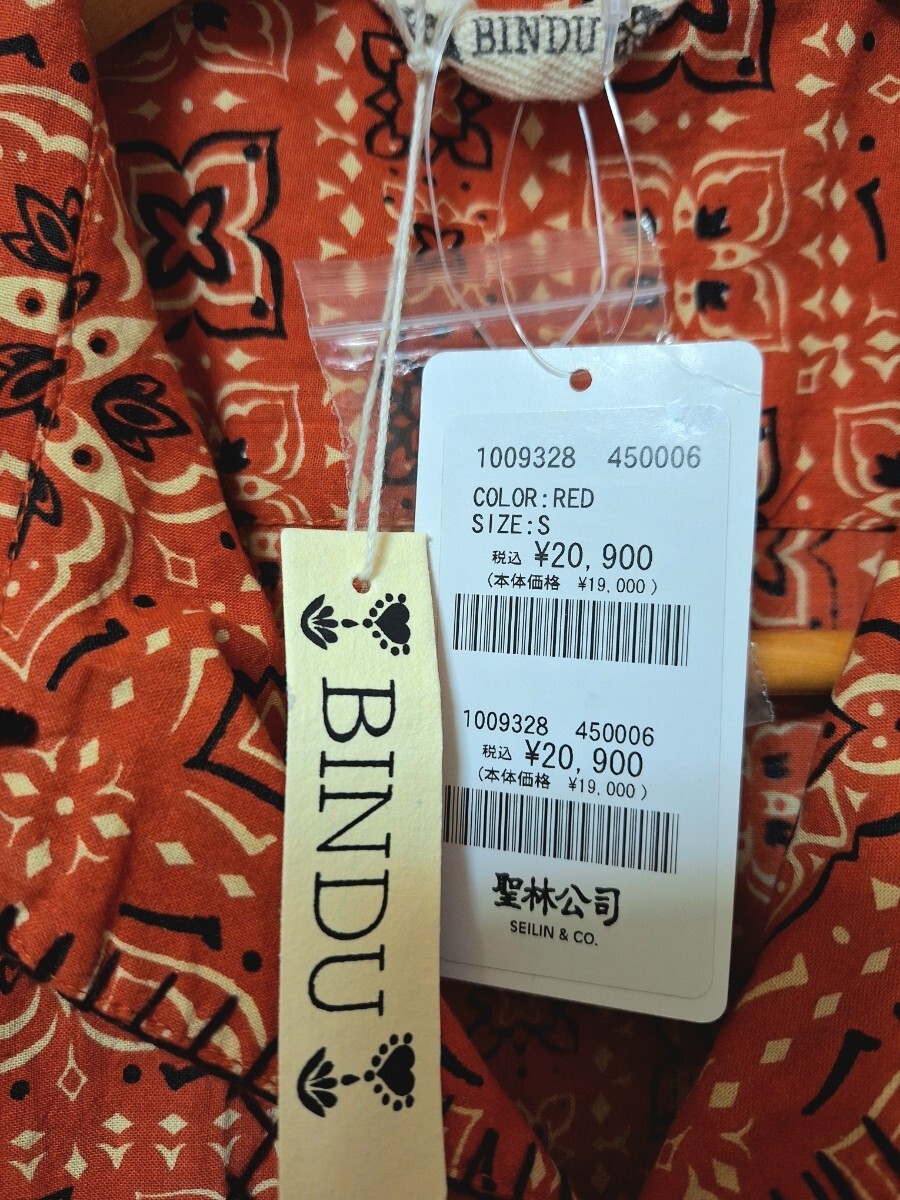 BINDU
1009328 450006
COLOR:RED
SIZE:S
税込 ¥20,900
(本体価格 ¥19,000)
1009328 450006
税込 ¥20,900
(本体価格 ¥19,000)
聖林公司
SEILIN & CO.
BINDU